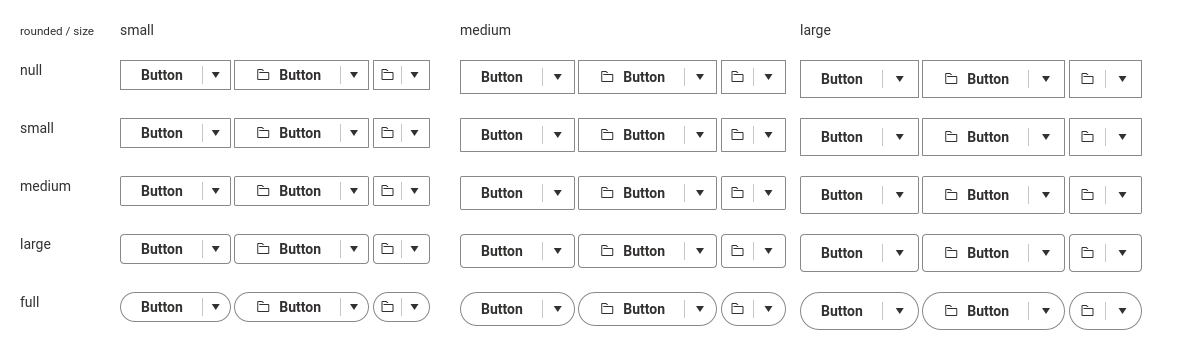 rounded / size small medium large
null Button Button Button Button Button Button
small Button Button Button Button Button Button
medium Button Button Button Button Button Button
large Button Button Button Button Button Button
full Button Button Button Button Button Button